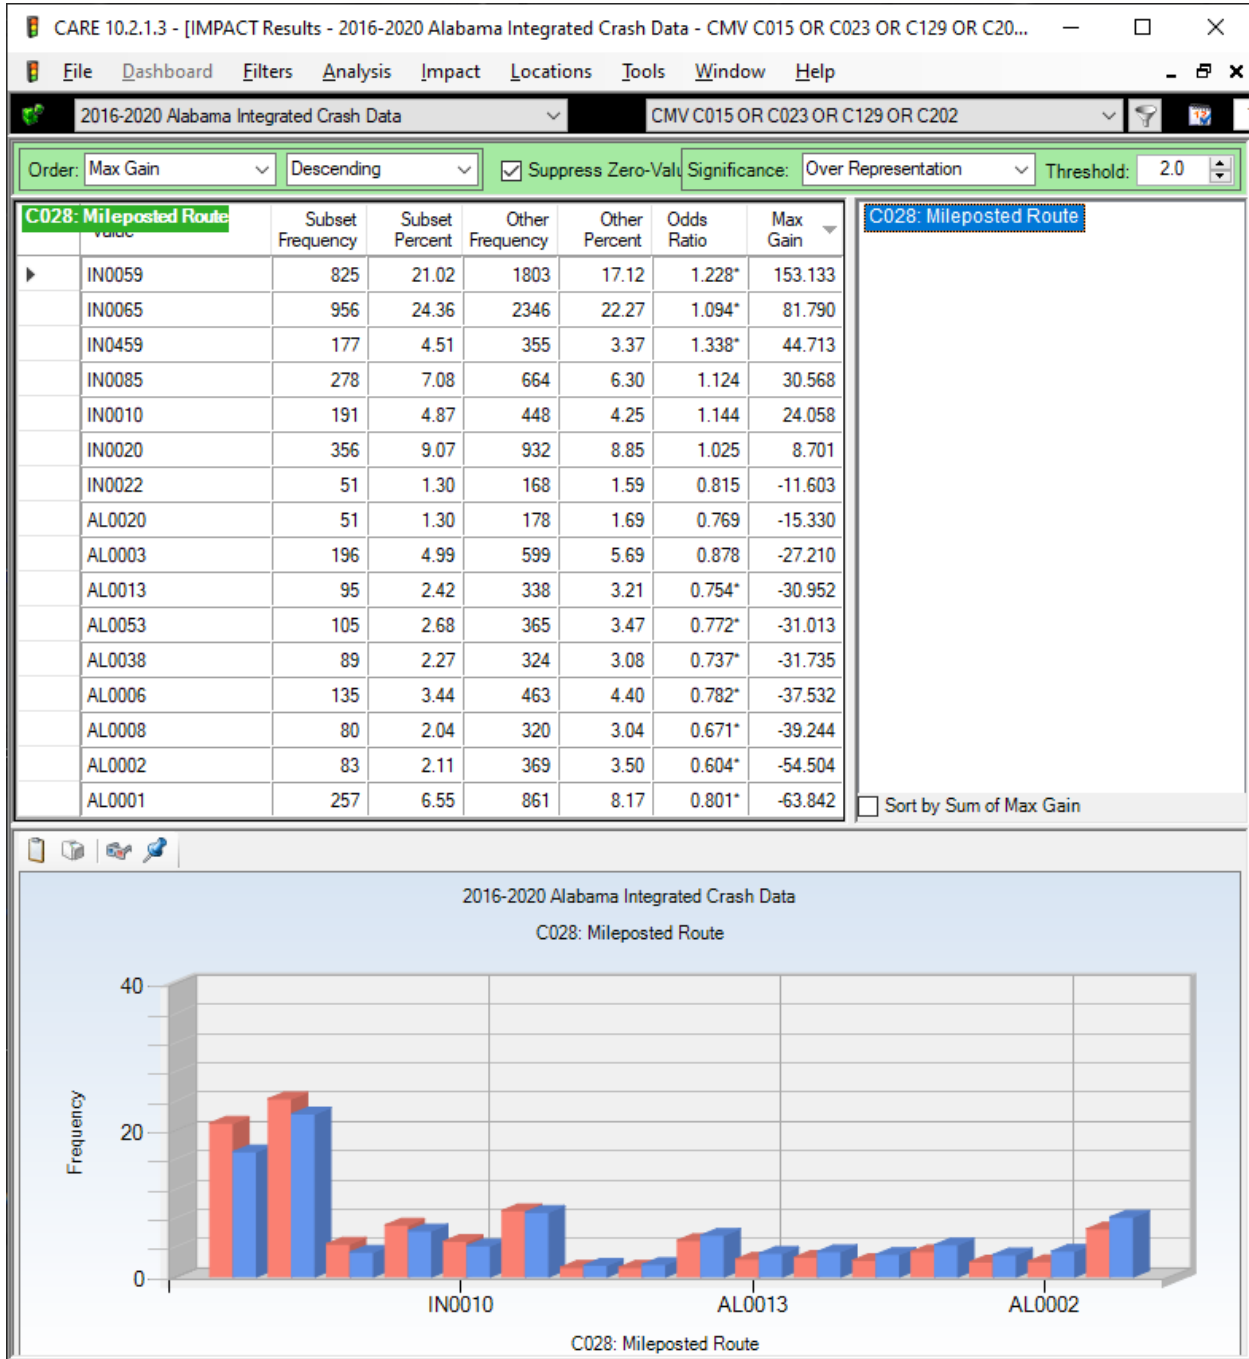 CARE 10.2.1.3 - [IMPACT Results - 2016-2020 Alabama Integrated Crash Data - CMV C015 OR C023 OR C129 OR C20...
File Dashboard Filters Analysis Impact Locations Tools Window Help
2016-2020 Alabama Integrated Crash Data CMV C015 OR C023 OR C129 OR C202
Order: Max Gain Descending Suppress Zero-Valu Significance: Over Representation Threshold: 2.0
C028: Mileposted Route Subset Frequency Subset Percent Other Frequency Other Percent Odds Ratio Max Gain
IN0059 825 21.02 1803 17.12 1.228* 153.133
IN0065 956 24.36 2346 22.27 1.094* 81.790
IN0459 177 4.51 355 3.37 1.338* 44.713
IN0085 278 7.08 664 6.30 1.124 30.568
IN0010 191 4.87 448 4.25 1.144 24.058
IN0020 356 9.07 932 8.85 1.025 8.701
IN0022 51 1.30 168 1.59 0.815 -11.603
AL0020 51 1.30 178 1.69 0.769 -15.330
AL0003 196 4.99 599 5.69 0.878 -27.210
AL0013 95 2.42 338 3.21 0.754* -30.952
AL0053 105 2.68 365 3.47 0.772* -31.013
AL0038 89 2.27 324 3.08 0.737* -31.735
AL0006 135 3.44 463 4.40 0.782* -37.532
AL0008 80 2.04 320 3.04 0.671* -39.244
AL0002 83 2.11 369 3.50 0.604* -54.504
AL0001 257 6.55 861 8.17 0.801* -63.842
C028: Mileposted Route
Sort by Sum of Max Gain
2016-2020 Alabama Integrated Crash Data
C028: Mileposted Route
40
20
0
Frequency
IN0010 AL0013 AL0002
C028: Mileposted Route